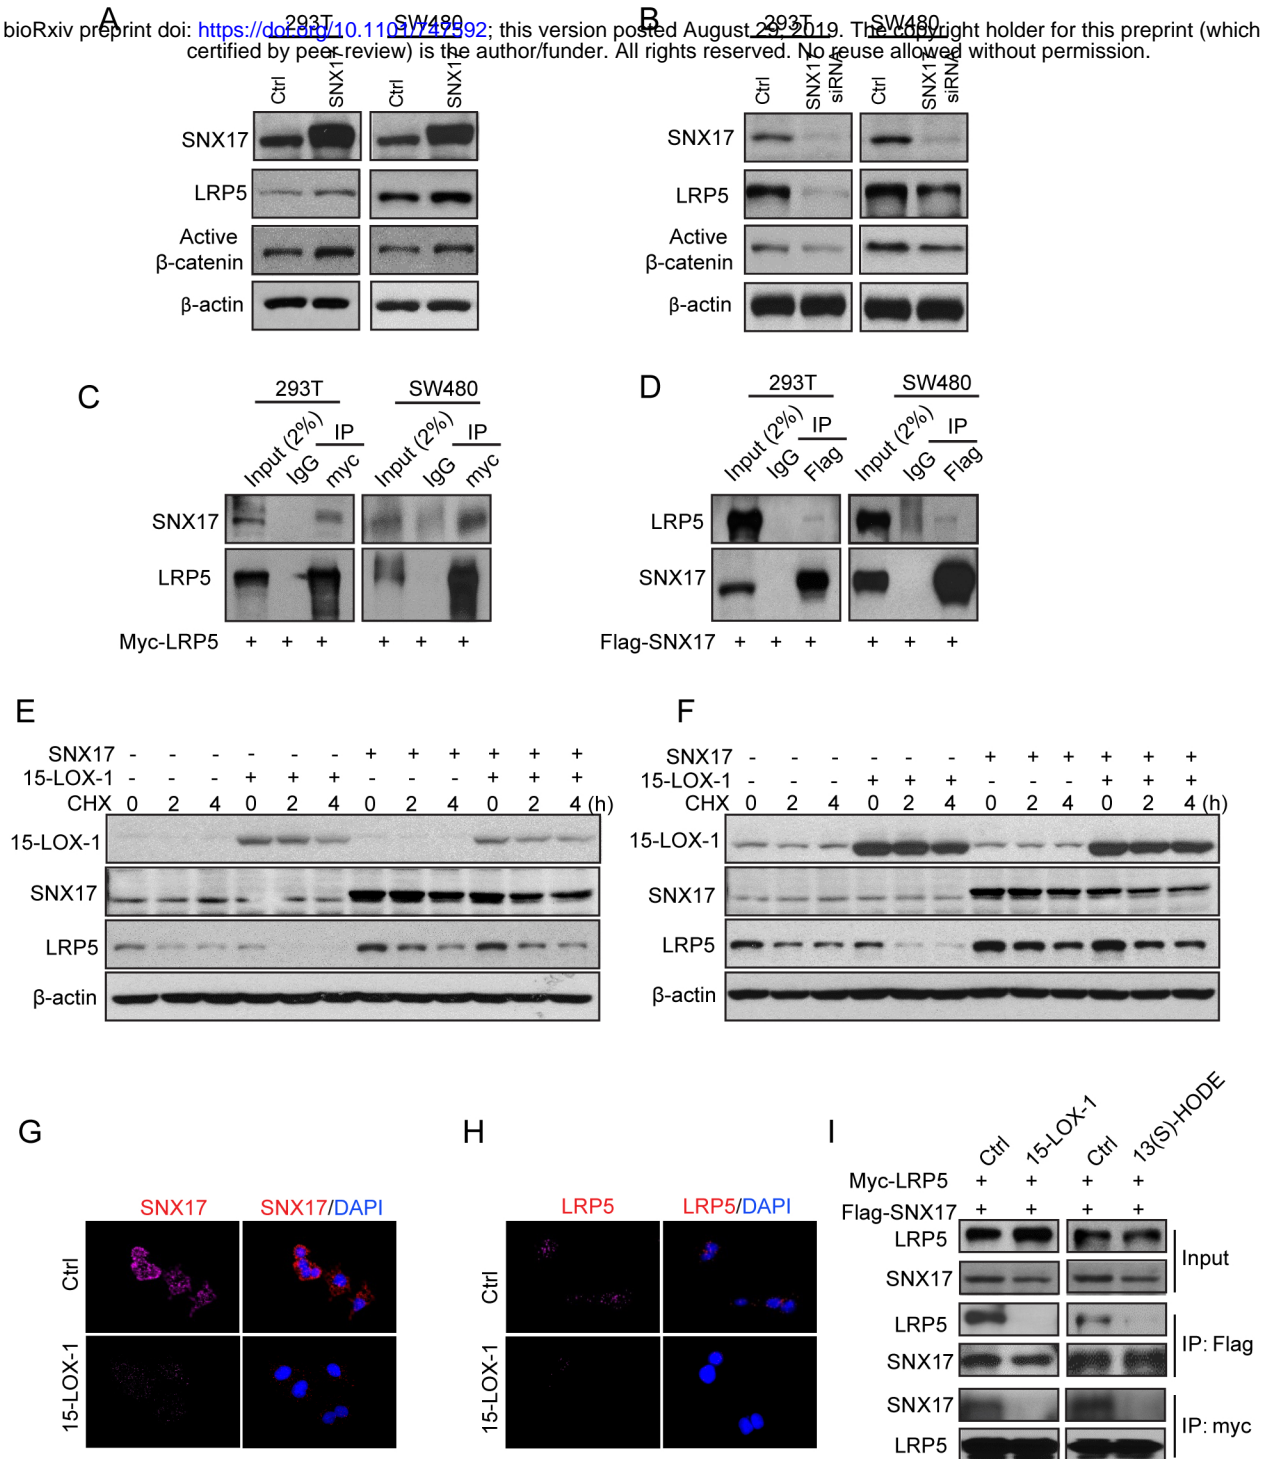 bioRxiv preprint doi: https://doi.org/10.1101/747592; this version posted August 29, 2019. The copyright holder for this preprint (which
certified by peer review) is the author/funder. All rights reserved. No reuse allowed without permission.
A
293T SW480
Ctrl SNX17 Ctrl SNX17
SNX17
LRP5
Active
β-catenin
β-actin
B
293T SW480
Ctrl SNX17 siRNA Ctrl SNX17 siRNA
SNX17
LRP5
Active
β-catenin
β-actin
C
293T SW480
IP IP
Input (2%) IgG myc Input (2%) IgG myc
SNX17
LRP5
Myc-LRP5 + + + + + +
D
293T SW480
IP IP
Input (2%) IgG Flag Input (2%) IgG Flag
LRP5
SNX17
Flag-SNX17 + + + + + +
E
SNX17 - - - - - - + + + + + +
15-LOX-1 - - - + + + - - - + + +
CHX 0 2 4 0 2 4 0 2 4 0 2 4 (h)
15-LOX-1
SNX17
LRP5
β-actin
F
SNX17 - - - - - - + + + + + +
15-LOX-1 - - - + + + - - - + + +
CHX 0 2 4 0 2 4 0 2 4 0 2 4 (h)
15-LOX-1
SNX17
LRP5
β-actin
G
SNX17 SNX17/DAPI
Ctrl
15-LOX-1
H
LRP5 LRP5/DAPI
Ctrl
15-LOX-1
I
Ctrl 15-LOX-1 Ctrl 13(S)-HODE
Myc-LRP5 + + + +
Flag-SNX17 + + + +
LRP5
Input
SNX17
LRP5
IP: Flag
SNX17
SNX17
IP: myc
LRP5